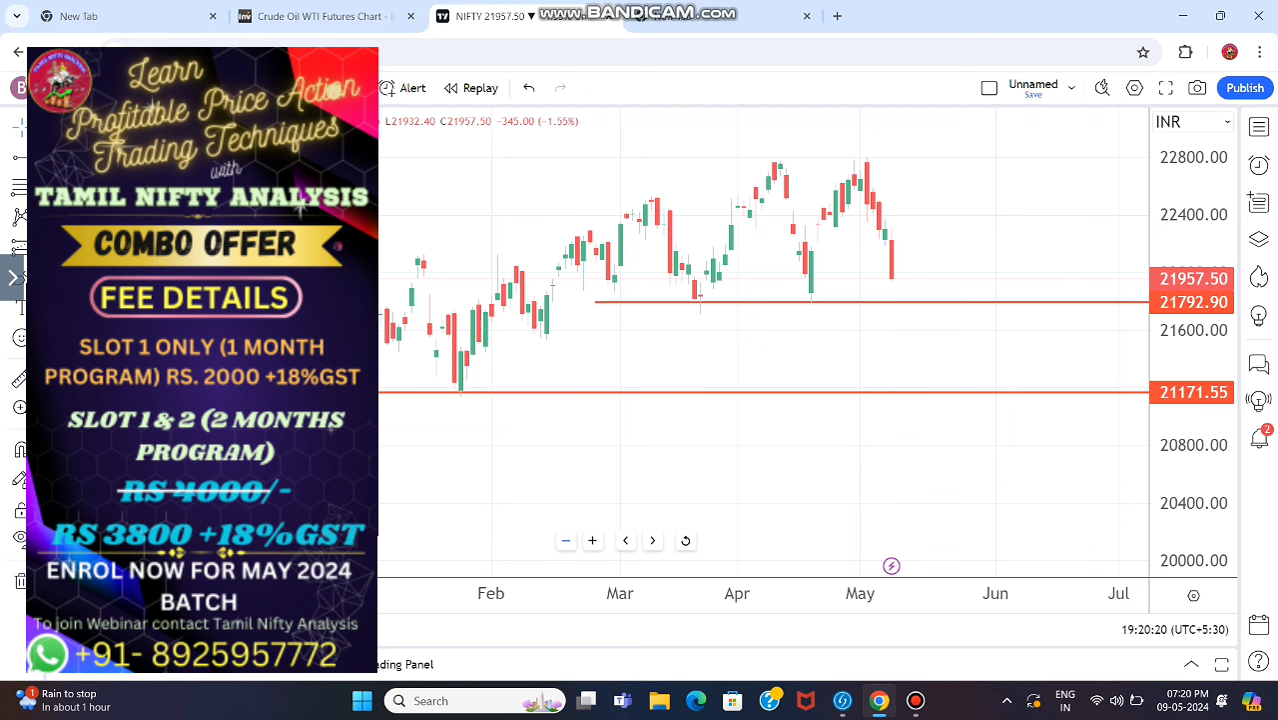 New Tab
Crude Oil WTI Futures Chart - I
NIFTY 21957.50
www.BANDICAM.com
Alert
Replay
Unnamed
Save
Publish
L21932.40 C21957.50 −345.00 (−1.55%)
INR
22800.00
22400.00
21957.50
21792.90
21600.00
21171.55
20800.00
20400.00
20000.00
2
Feb
Mar
Apr
May
Jun
Jul
19:20:20 (UTC+5:30)
ading Panel
TAMIL NIFTY ANALYSIS
Learn
Profitable Price Action
Trading Techniques
with
TAMIL NIFTY ANALYSIS
COMBO OFFER
FEE DETAILS
SLOT 1 ONLY (1 MONTH
PROGRAM) RS. 2000 +18%GST
SLOT 1 & 2 (2 MONTHS
PROGRAM)
RS 4000/-
RS 3800 +18%GST
ENROL NOW FOR MAY 2024
BATCH
To join Webinar contact Tamil Nifty Analysis
+91- 8925957772
1
Rain to stop
In about 1 hour
Search
ENG
IN
07:20 PM
09-05-2024